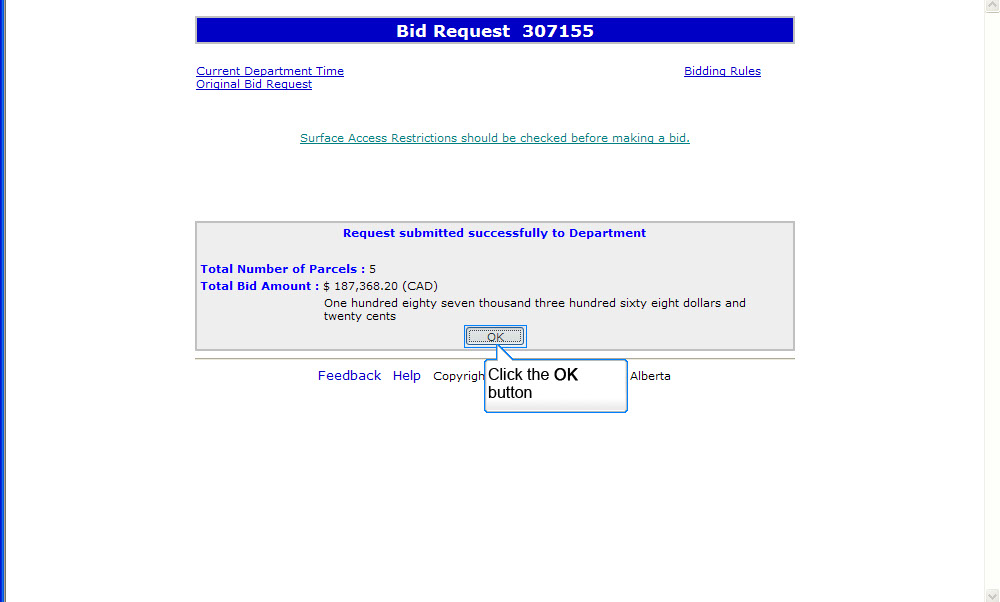 Bid Request 307155
Current Department Time
Bidding Rules
Original Bid Request
Surface Access Restrictions should be checked before making a bid.
Request submitted successfully to Department
Total Number of Parcels : 5
Total Bid Amount : $ 187,368.20 (CAD)
One hundred eighty seven thousand three hundred sixty eight dollars and
twenty cents
OK
Feedback Help Alberta
Click the OK
button